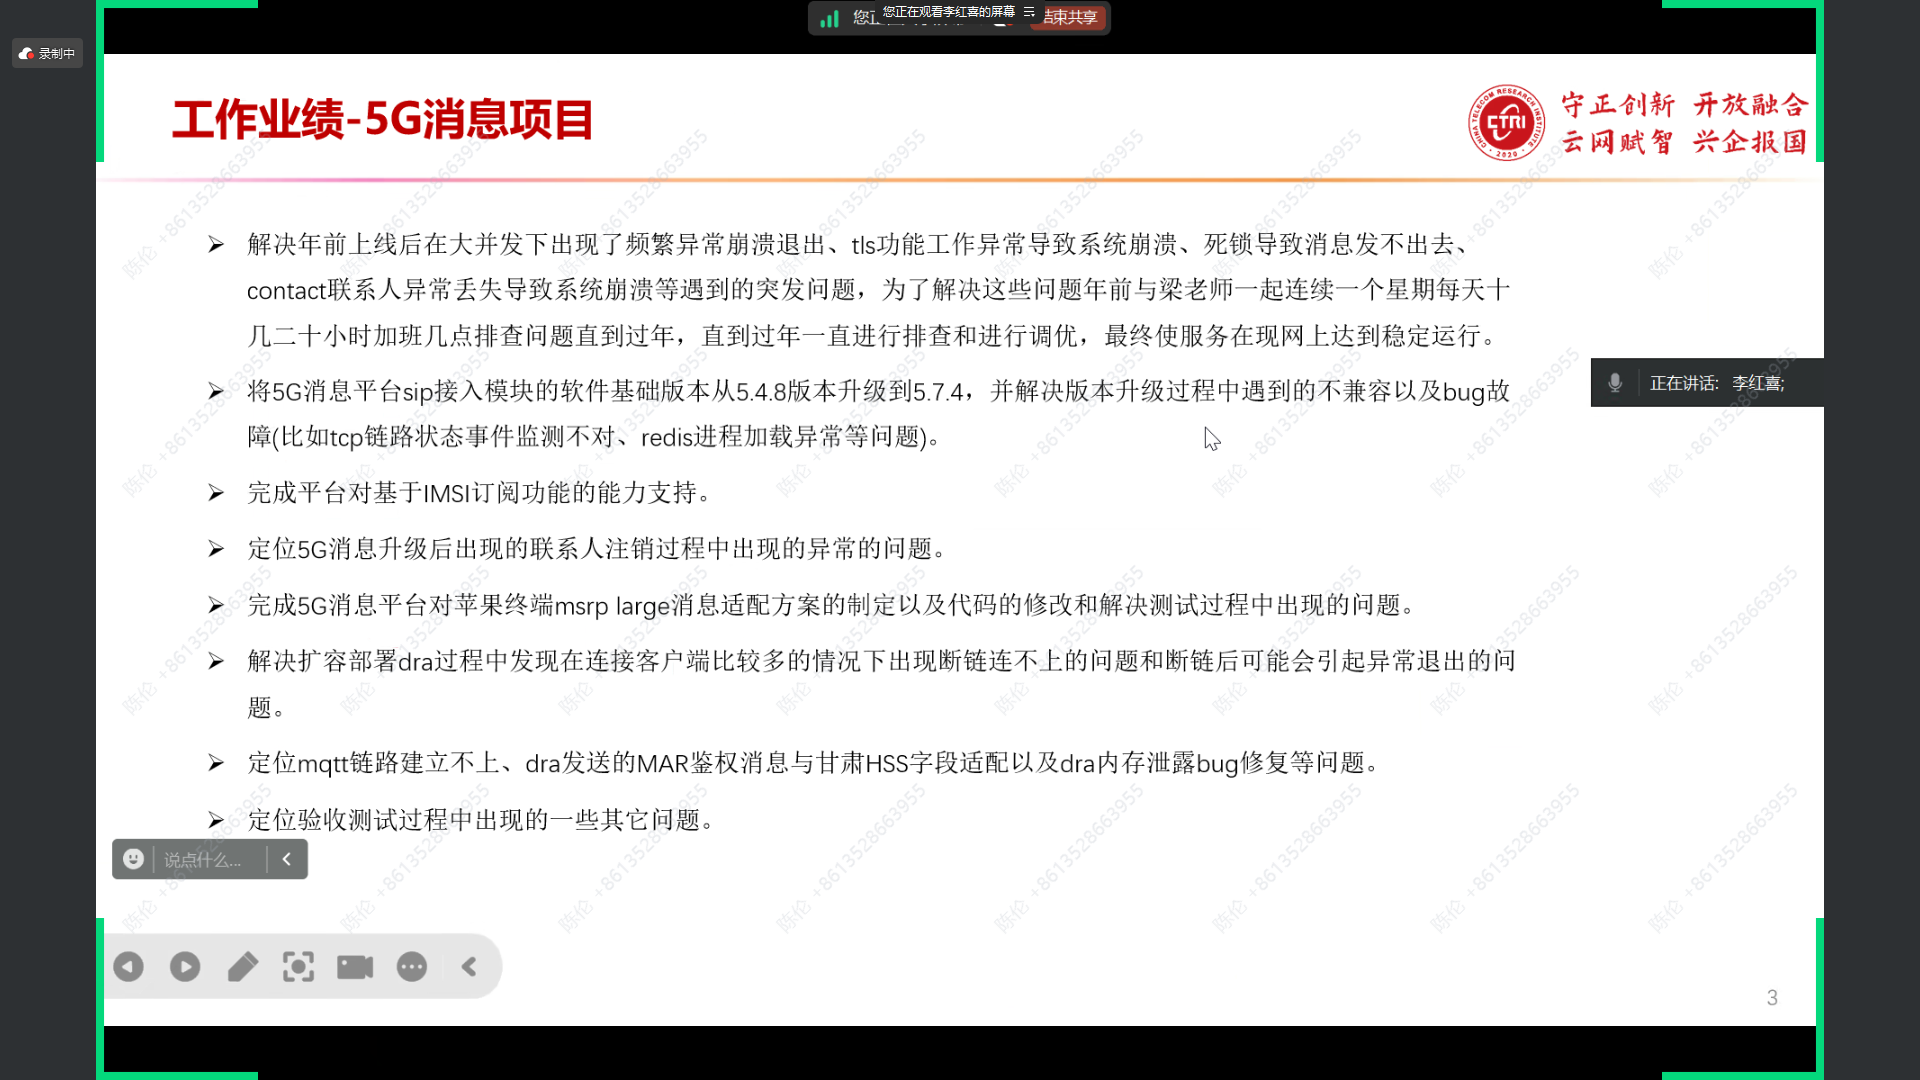 您正在观看李红喜的屏幕
结束共享
录制中
工作业绩-5G消息项目
CHINA TELECOM RESEARCH INSTITUTE
CTRI
2020
守正创新 开放融合
云网赋智 兴企报国
解决年前上线后在大并发下出现了频繁异常崩溃退出、tls功能工作异常导致系统崩溃、死锁导致消息发不出去、
contact联系人异常丢失导致系统崩溃等遇到的突发问题，为了解决这些问题年前与梁老师一起连续一个星期每天十
几二十小时加班几点排查问题直到过年，直到过年一直进行排查和进行调优，最终使服务在现网上达到稳定运行。
正在讲话: 李红喜;
将5G消息平台sip接入模块的软件基础版本从5.4.8版本升级到5.7.4，并解决版本升级过程中遇到的不兼容以及bug故
障(比如tcp链路状态事件监测不对、redis进程加载异常等问题)。
完成平台对基于IMSI订阅功能的能力支持。
定位5G消息升级后出现的联系人注销过程中出现的异常的问题。
完成5G消息平台对苹果终端msrp large消息适配方案的制定以及代码的修改和解决测试过程中出现的问题。
解决扩容部署dra过程中发现在连接客户端比较多的情况下出现断链连不上的问题和断链后可能会引起异常退出的问
题。
定位mqtt链路建立不上、dra发送的MAR鉴权消息与甘肃HSS字段适配以及dra内存泄露bug修复等问题。
定位验收测试过程中出现的一些其它问题。
说点什么...
3
陈伦 +8613528663955